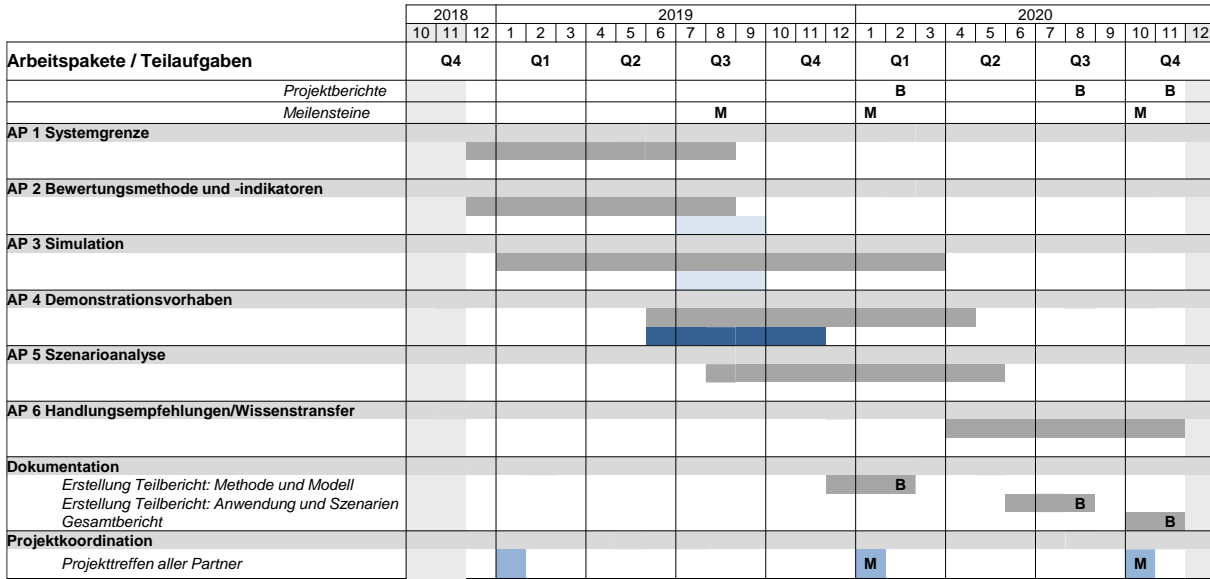 2018 2019 2020
10 11 12 1 2 3 4 5 6 7 8 9 10 11 12 1 2 3 4 5 6 7 8 9 10 11 12
Arbeitspakete / Teilaufgaben Q4 Q1 Q2 Q3 Q4 Q1 Q2 Q3 Q4
Projektberichte B B B
Meilensteine M M M
AP 1 Systemgrenze
AP 2 Bewertungsmethode und -indikatoren
AP 3 Simulation
AP 4 Demonstrationsvorhaben
AP 5 Szenarioanalyse
AP 6 Handlungsempfehlungen/Wissenstransfer
Dokumentation
Erstellung Teilbericht: Methode und Modell B
Erstellung Teilbericht: Anwendung und Szenarien B
Gesamtbericht B
Projektkoordination
Projekttreffen aller Partner M M